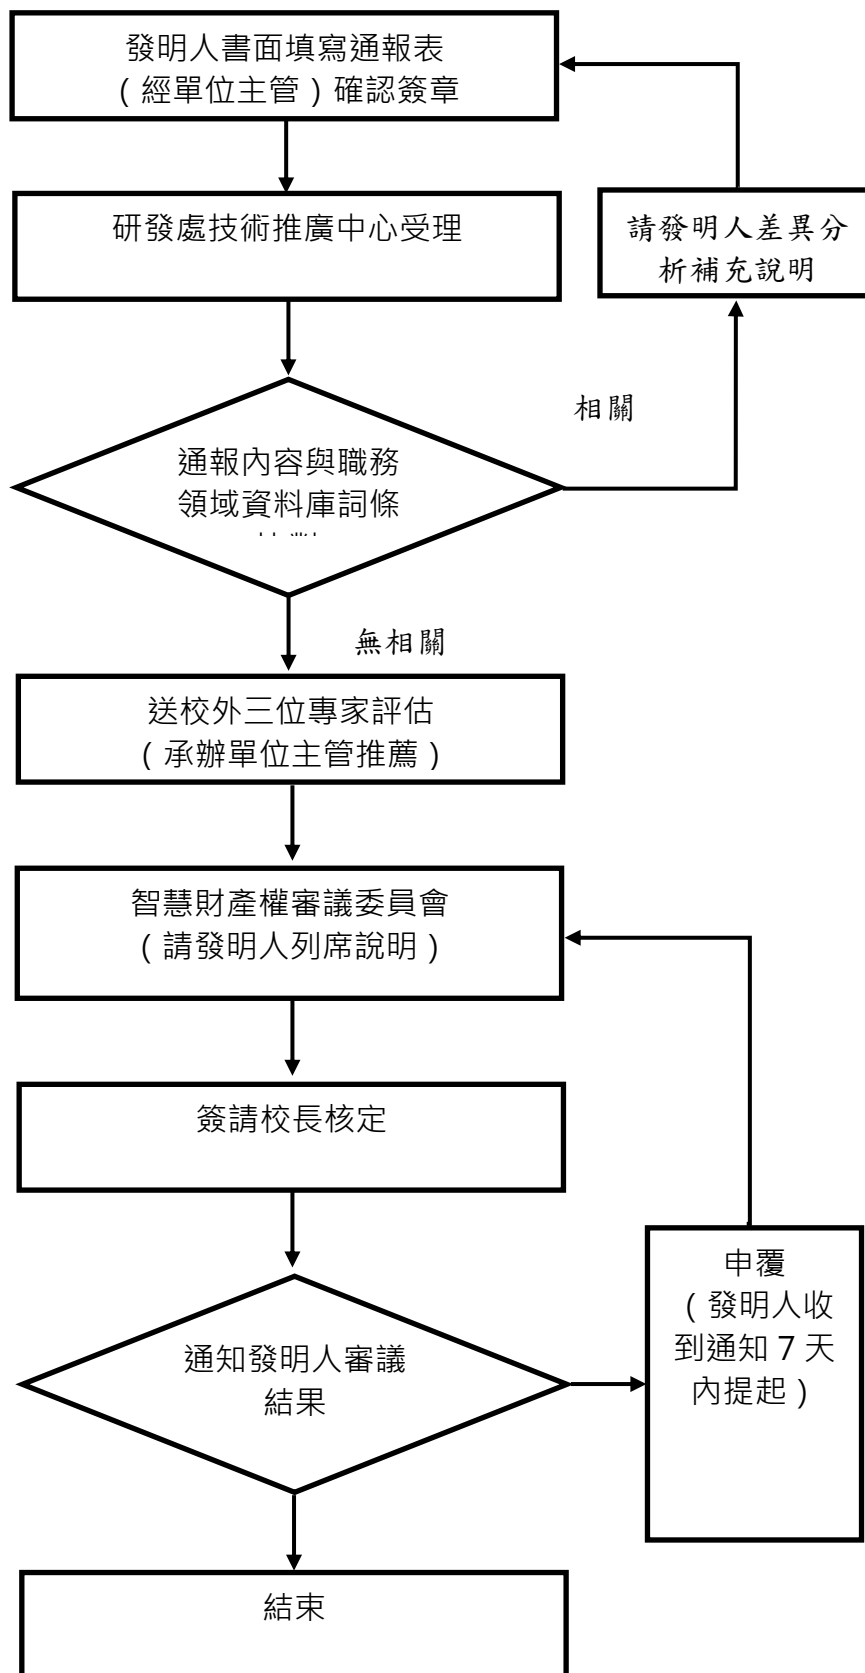 發明人書面填寫通報表
（經單位主管）確認簽章
研發處技術推廣中心受理
請發明人差異分
析補充說明
相關
通報內容與職務
領域資料庫詞條
無相關
送校外三位專家評估
（承辦單位主管推薦）
智慧財產權審議委員會
（請發明人列席說明）
簽請校長核定
申覆
（發明人收
到通知 7 天
內提起）
通知發明人審議
結果
結束